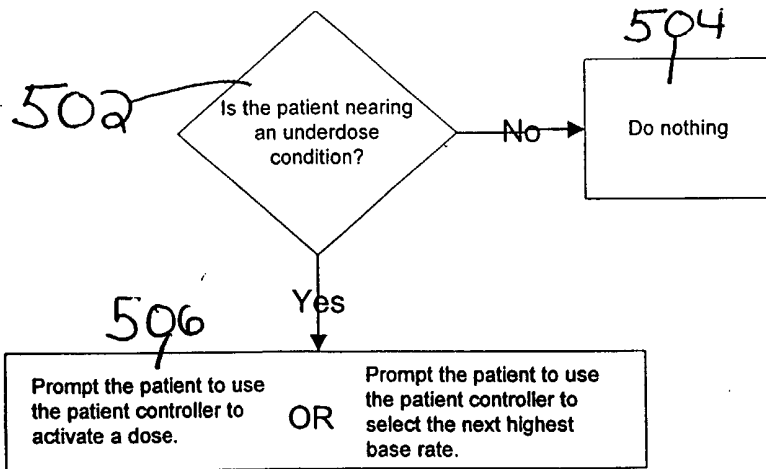 504
502
Is the patient nearing
an underdose
condition?
No
Do nothing
Yes
506
Prompt the patient to use
the patient controller to
activate a dose.
OR
Prompt the patient to use
the patient controller to
select the next highest
base rate.